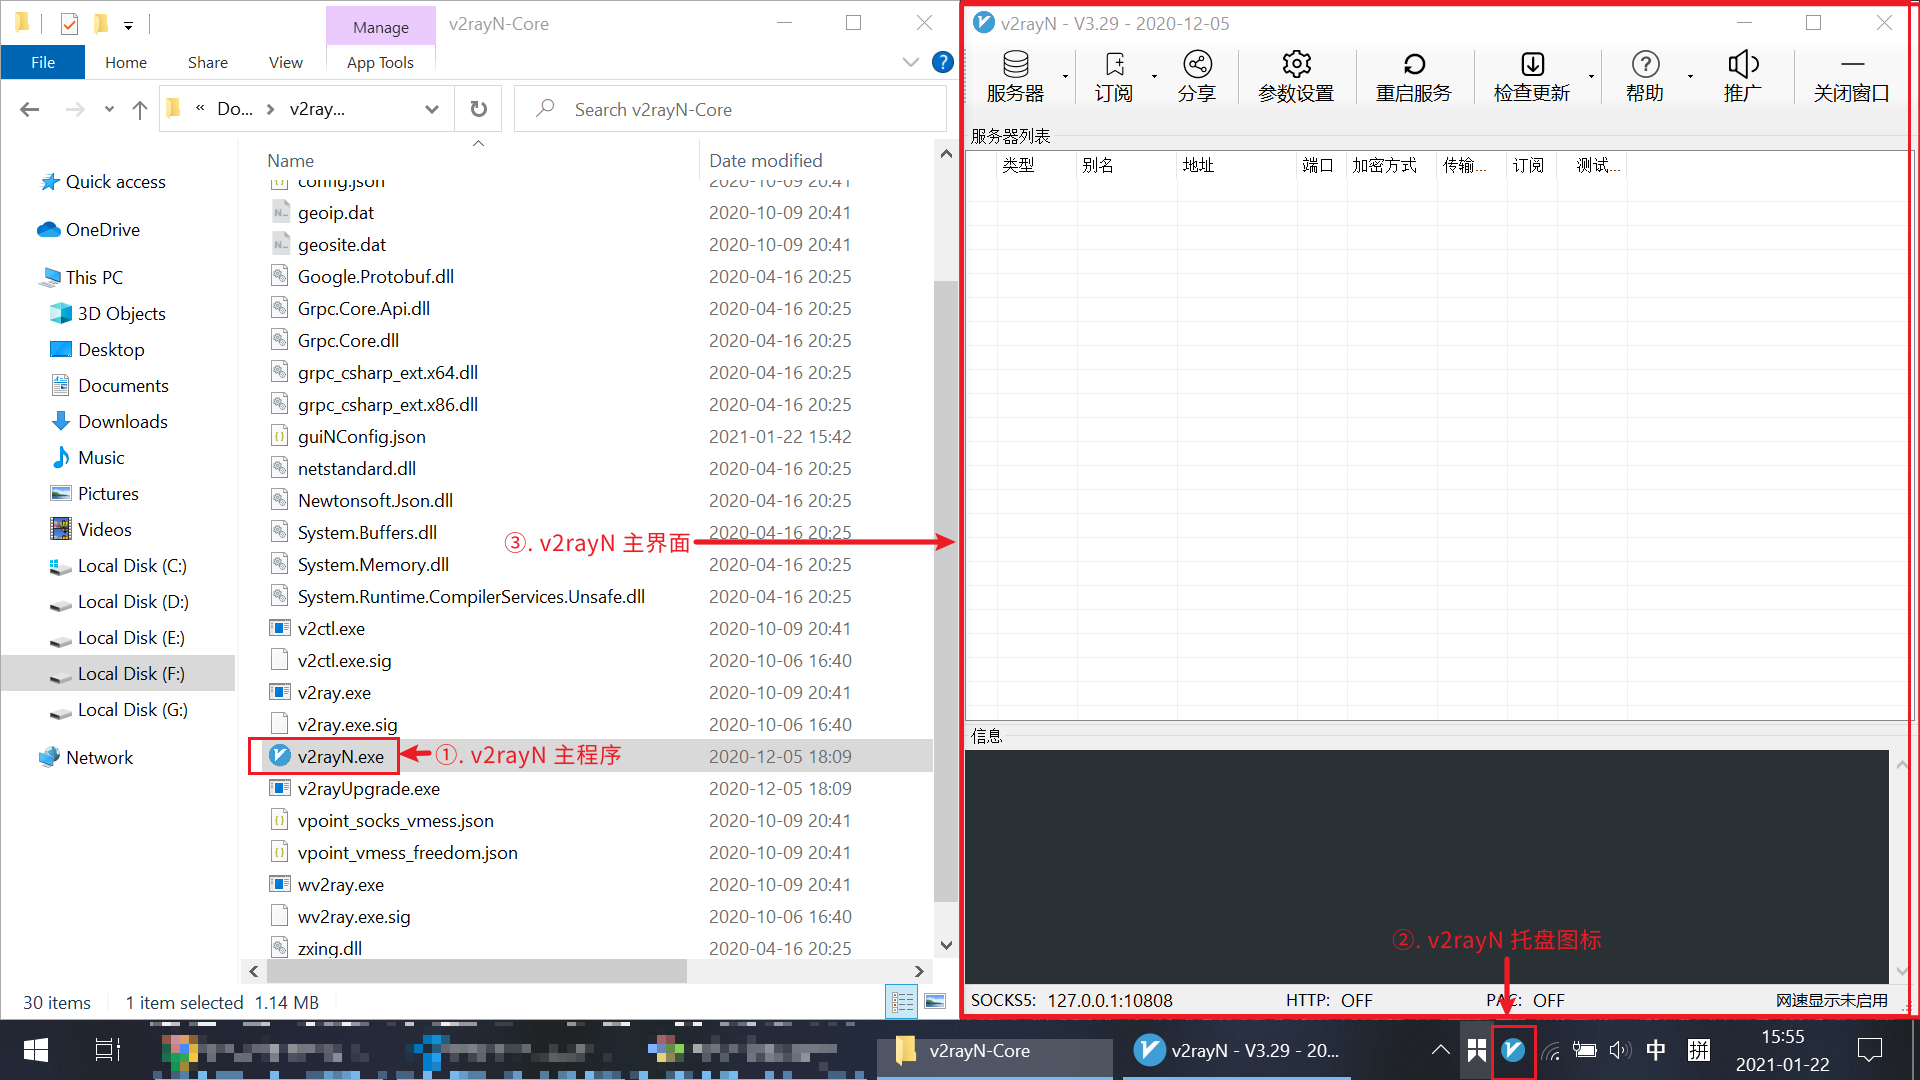 Manage
v2rayN-Core
File
Home
Share
View
App Tools
«
Do...
v2ray...
Search v2rayN-Core
Name
Date modified
Quick access
OneDrive
This PC
3D Objects
Desktop
Documents
Downloads
Music
Pictures
Videos
Local Disk (C:)
Local Disk (D:)
Local Disk (E:)
Local Disk (F:)
Local Disk (G:)
Network
config.json 2020-10-09 20:41
geoip.dat 2020-10-09 20:41
geosite.dat 2020-10-09 20:41
Google.Protobuf.dll 2020-04-16 20:25
Grpc.Core.Api.dll 2020-04-16 20:25
Grpc.Core.dll 2020-04-16 20:25
grpc_csharp_ext.x64.dll 2020-04-16 20:25
grpc_csharp_ext.x86.dll 2020-04-16 20:25
guiNConfig.json 2021-01-22 15:42
netstandard.dll 2020-04-16 20:25
Newtonsoft.Json.dll 2020-04-16 20:25
System.Buffers.dll 2020-04-16 20:25
③. v2rayN 主界面
System.Memory.dll 2020-04-16 20:25
System.Runtime.CompilerServices.Unsafe.dll 2020-04-16 20:25
v2ctl.exe 2020-10-09 20:41
v2ctl.exe.sig 2020-10-06 16:40
v2ray.exe 2020-10-09 20:41
v2ray.exe.sig 2020-10-06 16:40
v2rayN.exe 2020-12-05 18:09
①. v2rayN 主程序
v2rayUpgrade.exe 2020-12-05 18:09
vpoint_socks_vmess.json 2020-10-09 20:41
vpoint_vmess_freedom.json 2020-10-09 20:41
wv2ray.exe 2020-10-09 20:41
wv2ray.exe.sig 2020-10-06 16:40
zxing.dll 2020-04-16 20:25
30 items
1 item selected 1.14 MB
v2rayN - V3.29 - 2020-12-05
服务器
订阅
分享
参数设置
重启服务
检查更新
帮助
推广
关闭窗口
服务器列表
类型
别名
地址
端口
加密方式
传输...
订阅
测试...
信息
②. v2rayN 托盘图标
SOCKS5: 127.0.0.1:10808
HTTP: OFF
PAC: OFF
网速显示未启用
v2rayN-Core
v2rayN - V3.29 - 20...
中
拼
15:55
2021-01-22